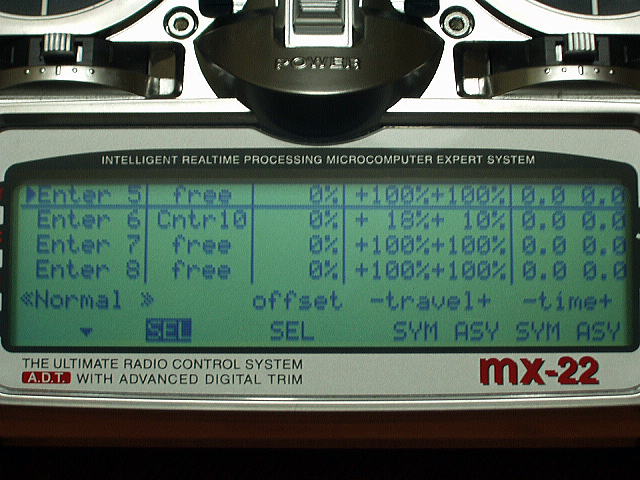 POWER
INTELLIGENT REALTIME PROCESSING MICROCOMPUTER EXPERT SYSTEM
▶Enter 5 free 0% +100%+100% 0.0 0.0
Enter 6 Cntr10 0% + 18%+ 10% 0.0 0.0
Enter 7 free 0% +100%+100% 0.0 0.0
Enter 8 free 0% +100%+100% 0.0 0.0
«Normal » offset -travel+ -time+
▼ SEL SEL SYM ASY SYM ASY
THE ULTIMATE RADIO CONTROL SYSTEM
A.D.T. WITH ADVANCED DIGITAL TRIM
mx-22